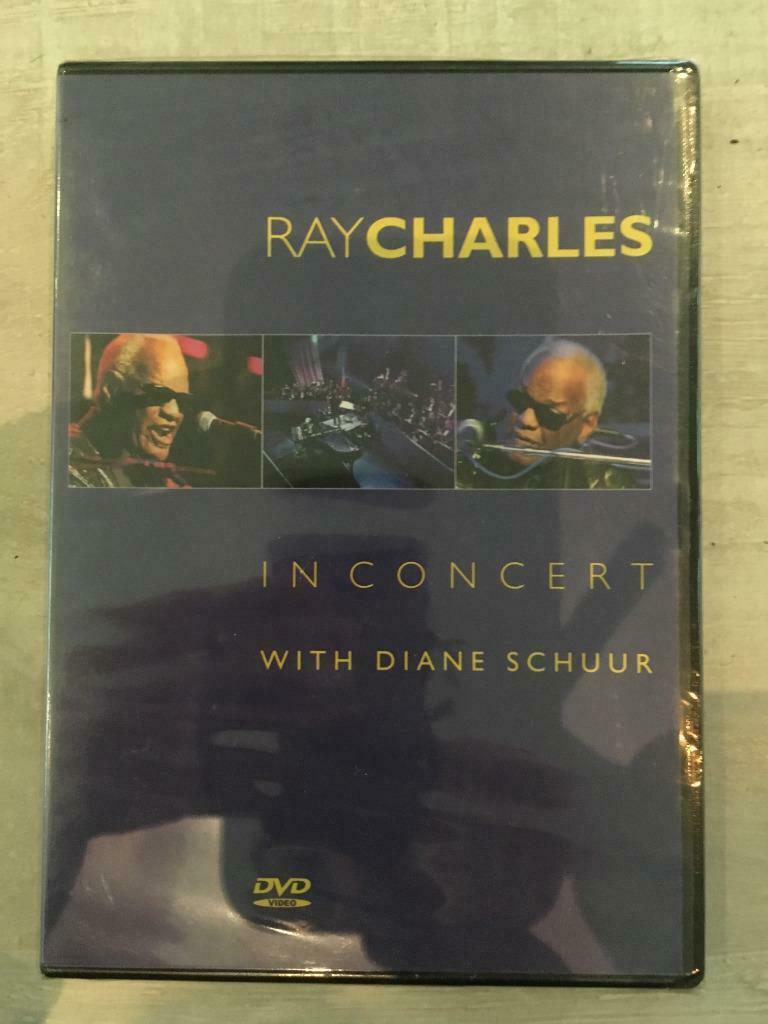 RAYCHARLES
IN CONCERT
WITH DIANE SCHUUR
DVD
VIDEO